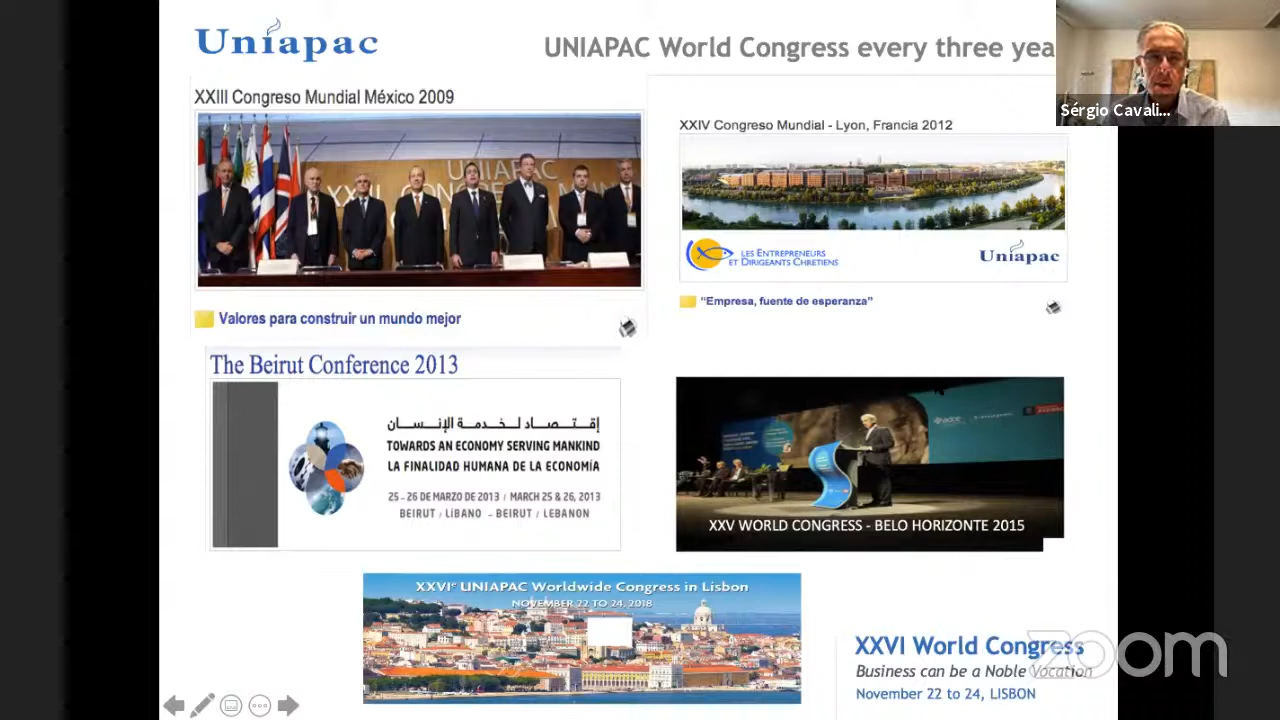 Uniapac
UNIAPAC World Congress every three yea
Sérgio Cavali...
XXIII Congreso Mundial México 2009
UNIAPAC
Valores para construir un mundo mejor
XXIV Congreso Mundial - Lyon, Francia 2012
LES ENTREPRENEURS
ET DIRIGEANTS CHRETIENS
Uniapac
“Empresa, fuente de esperanza”
The Beirut Conference 2013
إقتصاد لخدمة الإنسان
TOWARDS AN ECONOMY SERVING MANKIND
LA FINALIDAD HUMANA DE LA ECONOMÍA
25 - 26 DE MARZO DE 2013 / MARCH 25 & 26, 2013
BEIRUT / LíBANO - BEIRUT / LEBANON
XXV WORLD CONGRESS - BELO HORIZONTE 2015
XXVIᵉ UNIAPAC Worldwide Congress in Lisbon
NOVEMBER 22 TO 24, 2018
XXVI World Congress
Business can be a Noble Vocation
November 22 to 24, LISBON
zoom